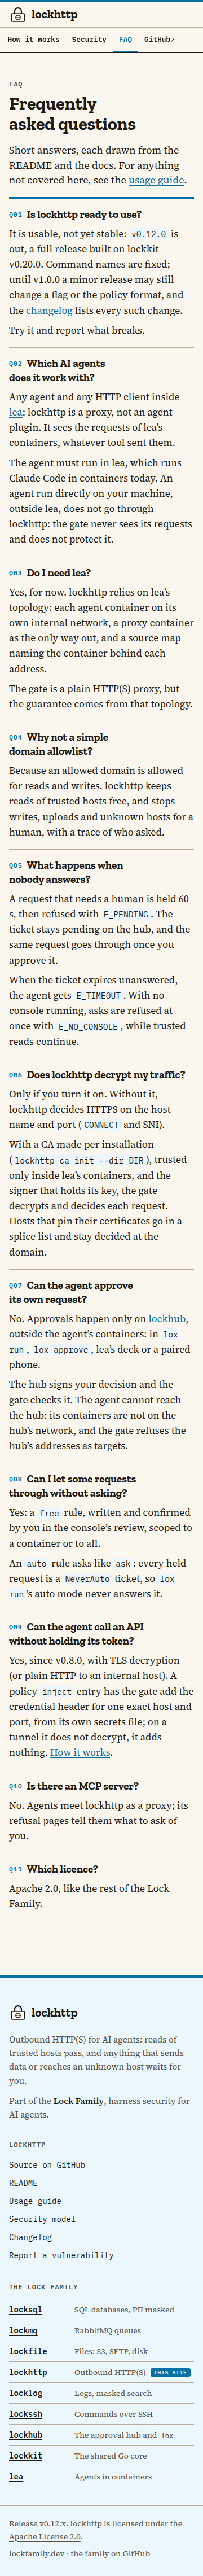 lockhttp
How it works Security FAQ GitHub↗
FAQ
Frequently
asked questions
Short answers, each drawn from the
README and the docs. For anything
not covered here, see the usage guide.
Q01 Is lockhttp ready to use?
It is usable, not yet stable: v0.12.0 is
out, a full release built on lockkit
v0.20.0. Command names are fixed;
until v1.0.0 a minor release may still
change a flag or the policy format, and
the changelog lists every such change.
Try it and report what breaks.
Q02 Which AI agents
does it work with?
Any agent and any HTTP client inside
lea: lockhttp is a proxy, not an agent
plugin. It sees the requests of lea's
containers, whatever tool sent them.
The agent must run in lea, which runs
Claude Code in containers today. An
agent run directly on your machine,
outside lea, does not go through
lockhttp: the gate never sees its requests
and does not protect it.
Q03 Do I need lea?
Yes, for now. lockhttp relies on lea's
topology: each agent container on its
own internal network, a proxy container
as the only way out, and a source map
naming the container behind each
address.
The gate is a plain HTTP(S) proxy, but
the guarantee comes from that topology.
Q04 Why not a simple
domain allowlist?
Because an allowed domain is allowed
for reads and writes. lockhttp keeps
reads of trusted hosts free, and stops
writes, uploads and unknown hosts for a
human, with a trace of who asked.
Q05 What happens when
nobody answers?
A request that needs a human is held 60
s, then refused with E_PENDING. The
ticket stays pending on the hub, and the
same request goes through once you
approve it.
When the ticket expires unanswered,
the agent gets E_TIMEOUT. With no
console running, asks are refused at
once with E_NO_CONSOLE, while trusted
reads continue.
Q06 Does lockhttp decrypt my traffic?
Only if you turn it on. Without it,
lockhttp decides HTTPS on the host
name and port (CONNECT and SNI).
With a CA made per installation
(lockhttp ca init --dir DIR), trusted
only inside lea's containers, and the
signer that holds its key, the gate
decrypts and decides each request.
Hosts that pin their certificates go in a
splice list and stay decided at the
domain.
Q07 Can the agent approve
its own request?
No. Approvals happen only on lockhub,
outside the agent's containers: in lox
run, lox approve, lea's deck or a paired
phone.
The hub signs your decision and the
gate checks it. The agent cannot reach
the hub: its containers are not on the
hub's network, and the gate refuses the
hub's addresses as targets.
Q08 Can I let some requests
through without asking?
Yes: a free rule, written and confirmed
by you in the console's review, scoped to
a container or to all.
An auto rule asks like ask: every held
request is a NeverAuto ticket, so lox
run's auto mode never answers it.
Q09 Can the agent call an API
without holding its token?
Yes, since v0.8.0, with TLS decryption
(or plain HTTP to an internal host). A
policy inject entry has the gate add the
credential header for one exact host and
port, from its own secrets file; on a
tunnel it does not decrypt, it adds
nothing. How it works.
Q10 Is there an MCP server?
No. Agents meet lockhttp as a proxy; its
refusal pages tell them what to ask of
you.
Q11 Which licence?
Apache 2.0, like the rest of the Lock
Family.
lockhttp
Outbound HTTP(S) for AI agents: reads of
trusted hosts pass, and anything that sends
data or reaches an unknown host waits for
you.
Part of the Lock Family, harness security for
AI agents.
LOCKHTTP
Source on GitHub
README
Usage guide
Security model
Changelog
Report a vulnerability
THE LOCK FAMILY
locksql SQL databases, PII masked
lockmq RabbitMQ queues
lockfile Files: S3, SFTP, disk
lockhttp Outbound HTTP(S) THIS SITE
locklog Logs, masked search
lockssh Commands over SSH
lockhub The approval hub and lox
lockkit The shared Go core
lea Agents in containers
Release v0.12.x. lockhttp is licensed under the
Apache License 2.0.
lockfamily.dev · the family on GitHub